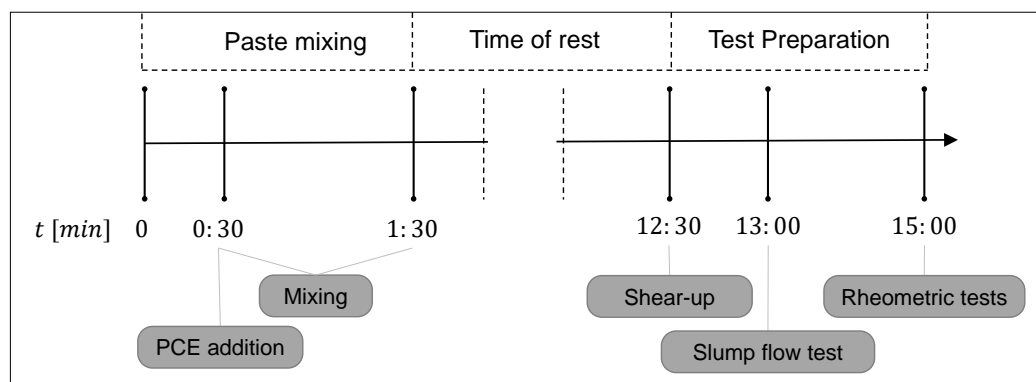 Paste mixing Time of rest Test Preparation
t [min] 0 0:30 1:30 12:30 13:00 15:00
Mixing Shear-up Rheometric tests
PCE addition Slump flow test